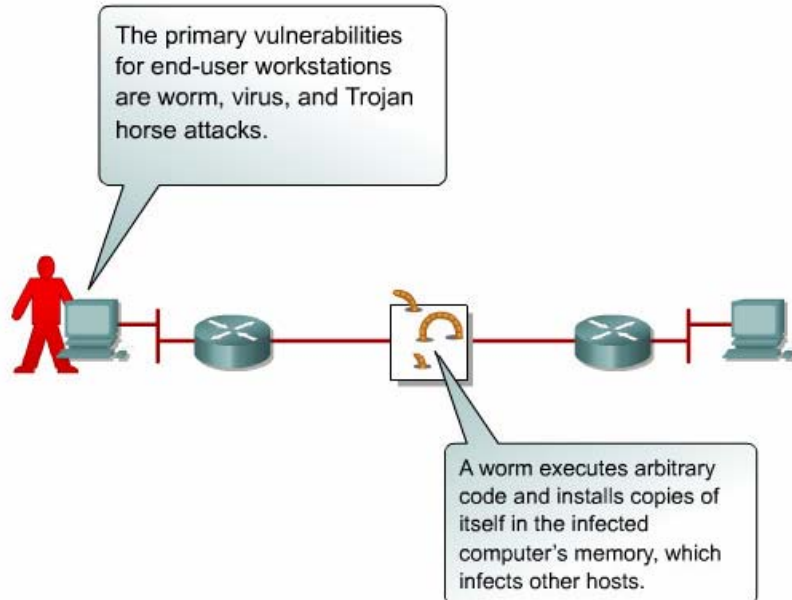 The primary vulnerabilities
for end-user workstations
are worm, virus, and Trojan
horse attacks.
A worm executes arbitrary
code and installs copies of
itself in the infected
computer's memory, which
infects other hosts.